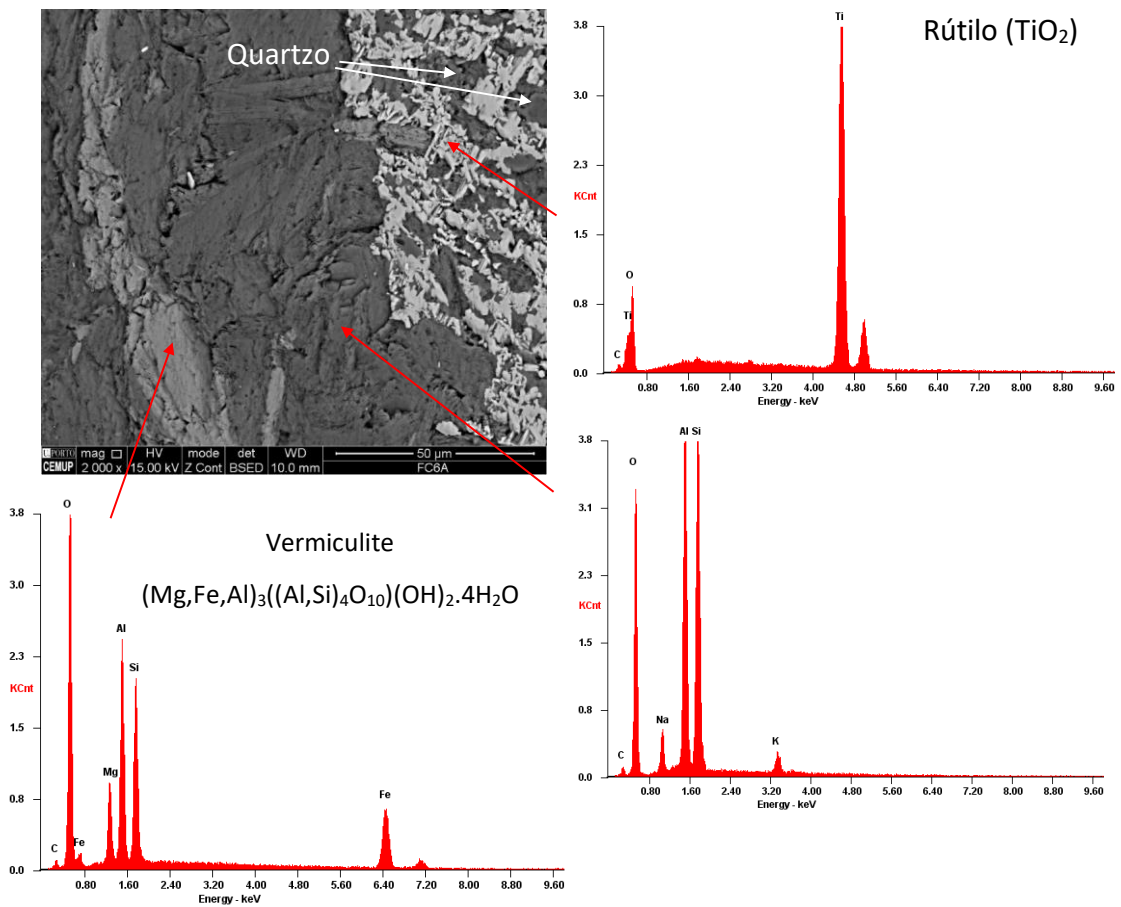 Quartzo
U.PORTO
CEMUP
mag □ HV mode det WD
2 000 x 15.00 kV Z Cont BSED 10.0 mm
50 µm
FC6A
Rútilo (TiO₂)
Ti
3.8
3.0
2.3
KCnt
1.5
0.8
0.0
O
Ti
C
0.80 1.60 2.40 3.20 4.00 4.80 5.60 6.40 7.20 8.00 8.80 9.60
Energy - keV
Vermiculite
(Mg,Fe,Al)₃((Al,Si)₄O₁₀)(OH)₂.4H₂O
O
3.8
3.0
2.3
KCnt
1.5
0.8
0.0
Al
Si
Mg
Fe
C
Fe
0.80 1.60 2.40 3.20 4.00 4.80 5.60 6.40 7.20 8.00 8.80 9.60
Energy - keV
Al Si
3.8
O
3.1
2.3
KCnt
1.5
0.8
0.0
Na
K
C
0.80 1.60 2.40 3.20 4.00 4.80 5.60 6.40 7.20 8.00 8.80 9.60
Energy - keV